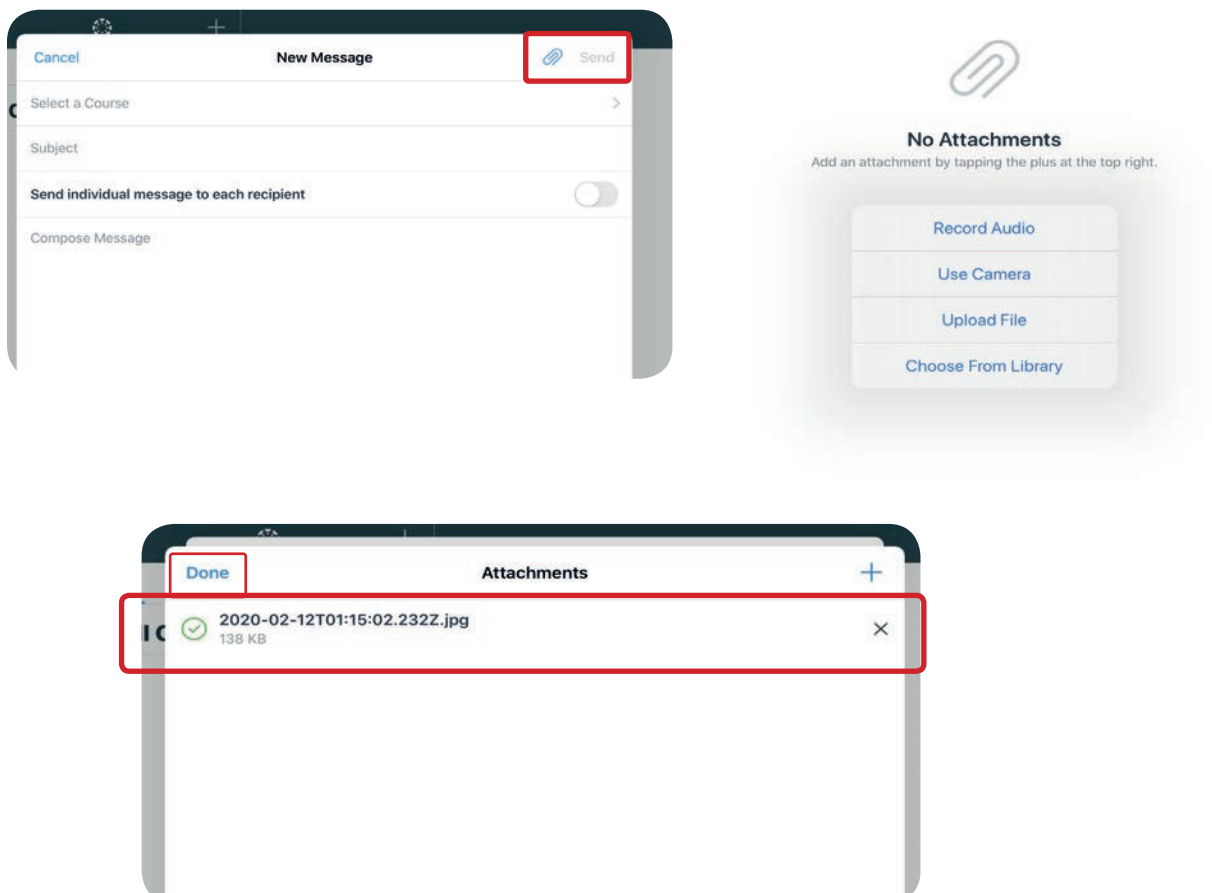 Cancel New Message Send
Select a Course
Subject
Send individual message to each recipient
Compose Message
No Attachments
Add an attachment by tapping the plus at the top right.
Record Audio
Use Camera
Upload File
Choose From Library
Done Attachments
2020-02-12T01:15:02.232Z.jpg
138 KB